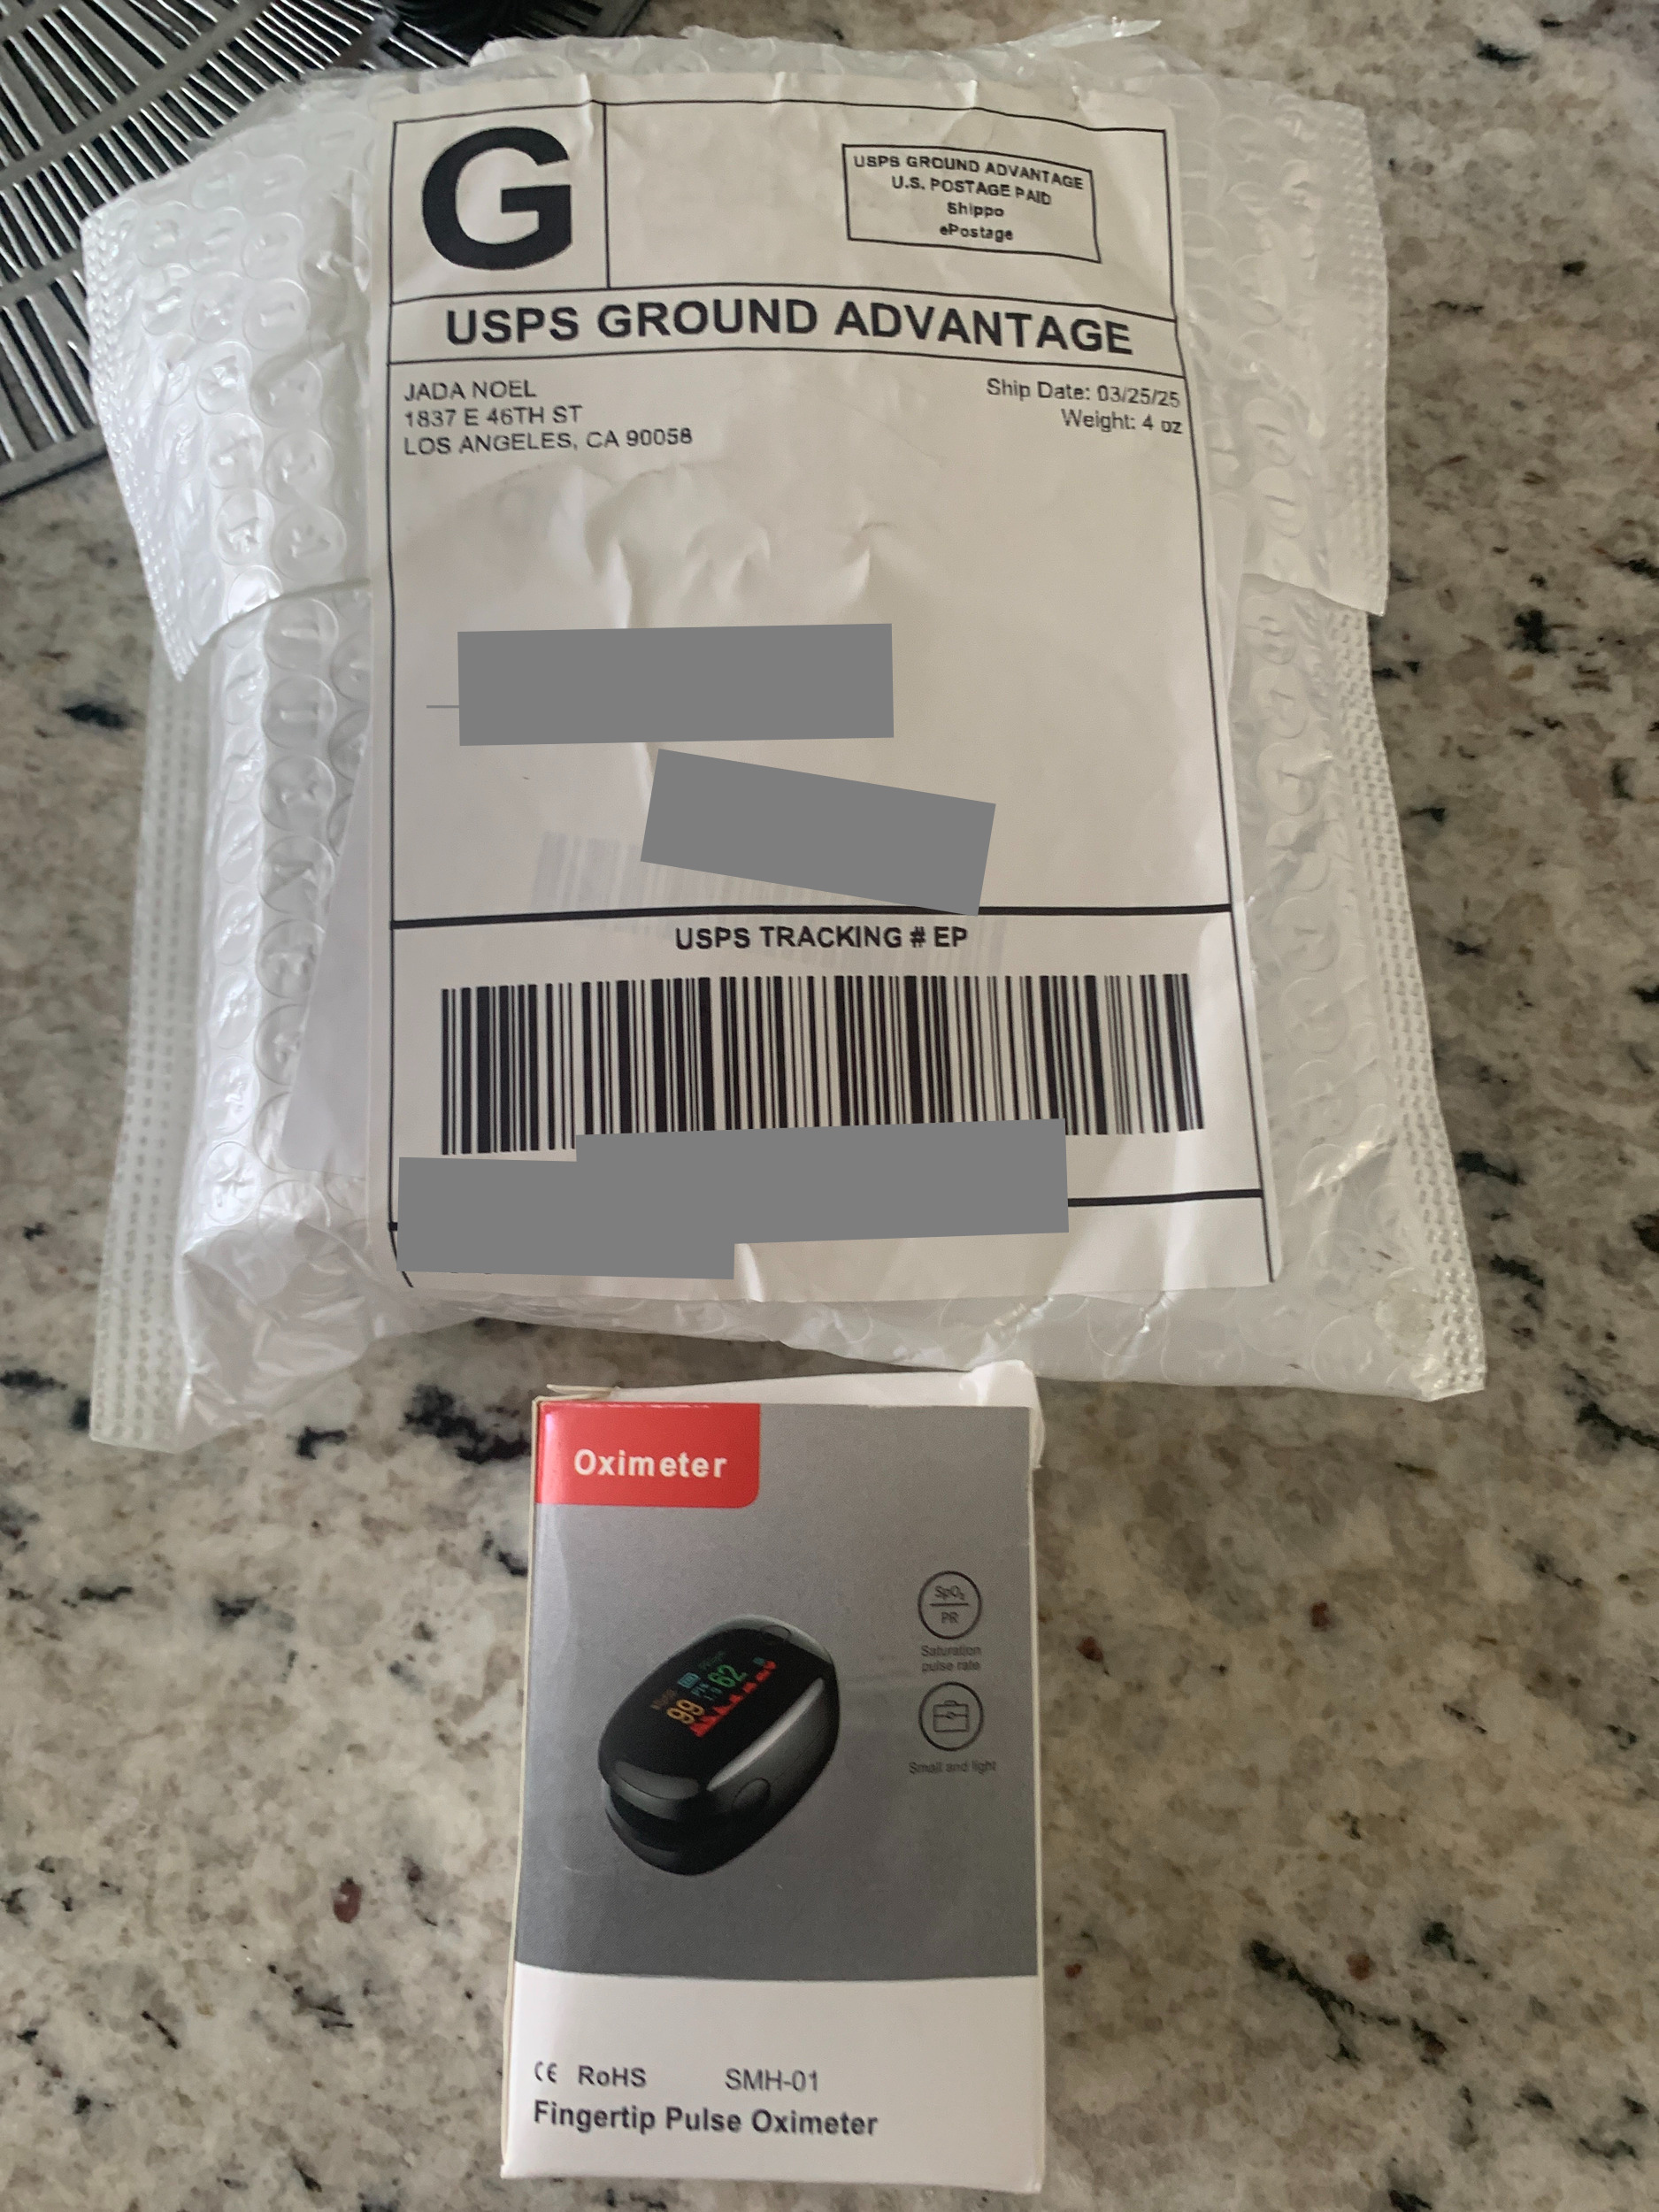 G
USPS GROUND ADVANTAGE
U.S. POSTAGE PAID
Shippo
ePostage
USPS GROUND ADVANTAGE
JADA NOEL
1837 E 46TH ST
LOS ANGELES, CA 90058
Ship Date: 03/25/25
Weight: 4 oz
USPS TRACKING # EP
Oximeter
SpO₂
PR
Saturation
pulse rate
99
62
Small and light
CE RoHS SMH-01
Fingertip Pulse Oximeter